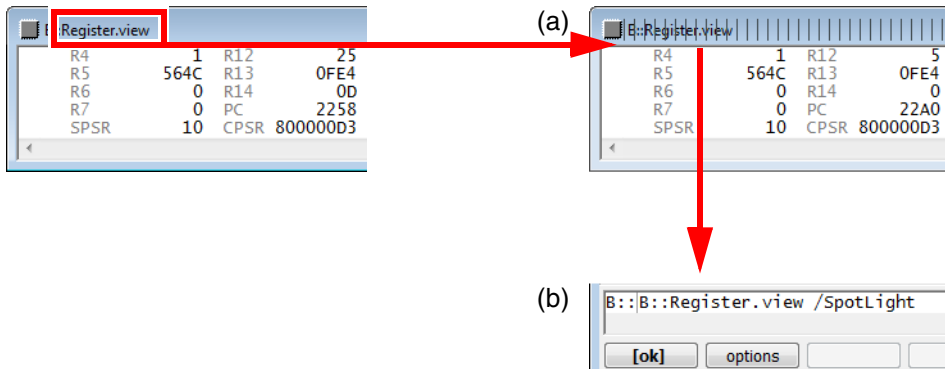 B::Register.view
R4 1 R12 25
R5 564C R13 0FE4
R6 0 R14 0D
R7 0 PC 2258
SPSR 10 CPSR 800000D3
(a)
B::Register.view
R4 1 R12 5
R5 564C R13 0FE4
R6 0 R14 0
R7 0 PC 22A0
SPSR 10 CPSR 800000D3
(b)
B::B::Register.view /SpotLight
[ok] options